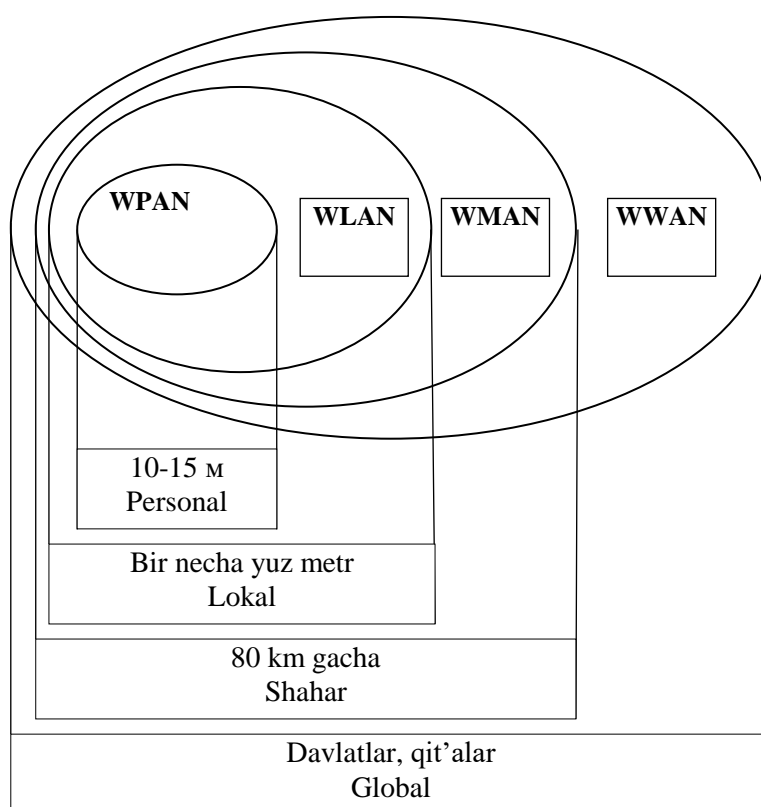 WPAN
WLAN
WMAN
WWAN
10-15 м
Personal
Bir necha yuz metr
Lokal
80 km gacha
Shahar
Davlatlar, qit’alar
Global